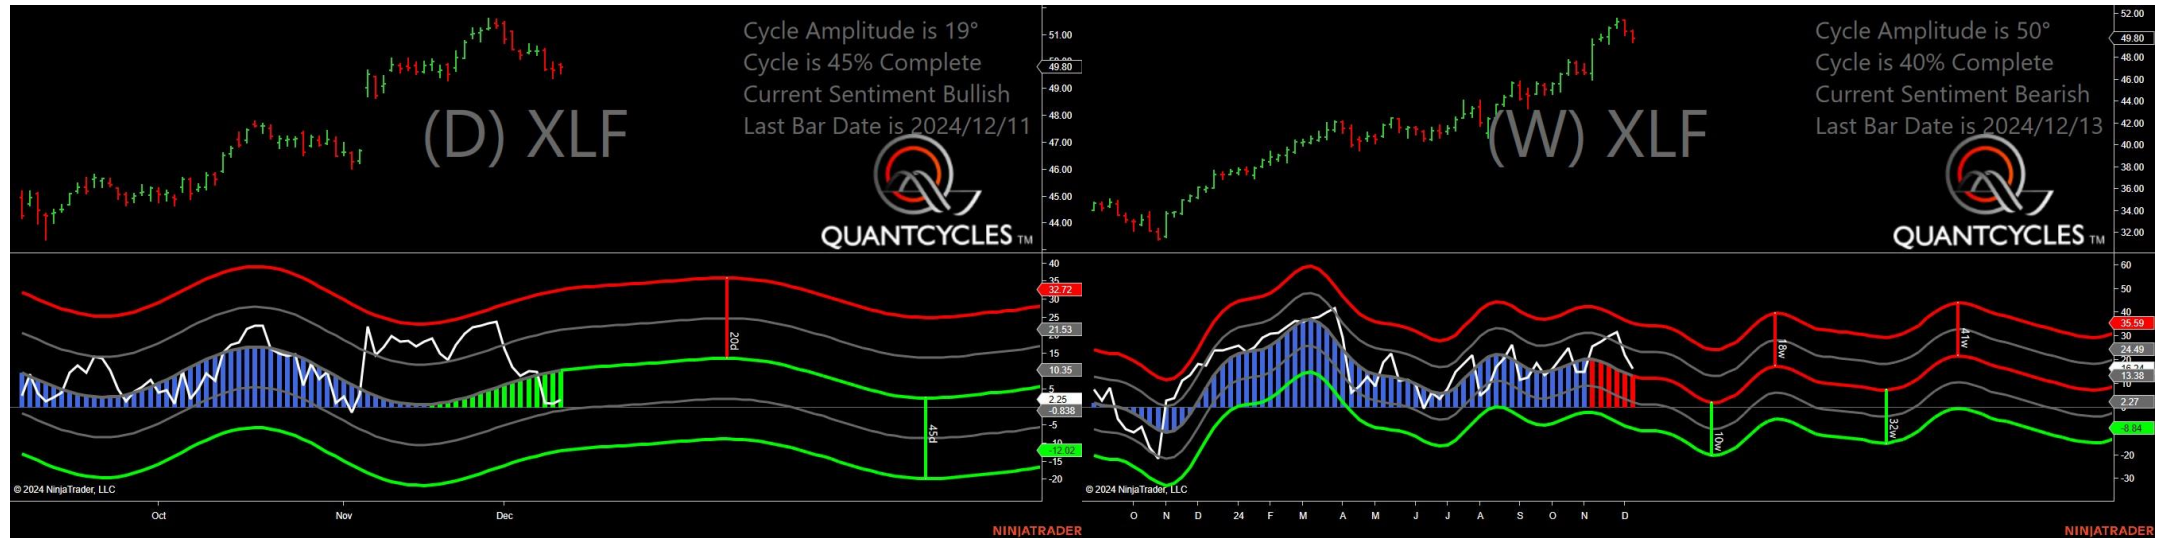 Cycle Amplitude is 19°
Cycle is 45% Complete
Current Sentiment Bullish
Last Bar Date is 2024/12/11
(D) XLF
QUANTCYCLES TM
51.00
49.80
49.00
48.00
47.00
46.00
45.00
44.00
40
35
32.72
30
25
21.53
15
10.35
5
2.25
-0.838
-5
-10
-12.02
-15
-20
20d
45d
© 2024 NinjaTrader, LLC
Oct Nov Dec
NINJATRADER
Cycle Amplitude is 50°
Cycle is 40% Complete
Current Sentiment Bearish
Last Bar Date is 2024/12/13
(W) XLF
QUANTCYCLES TM
52.00
49.80
48.00
46.00
44.00
42.00
40.00
38.00
36.00
34.00
32.00
60
50
40
35.59
30
24.49
20
13.38
10
2.27
-8.84
-20
-30
18w
41w
10w
32w
© 2024 NinjaTrader, LLC
O N D 24 F M A M J J A S O N D
NINJATRADER